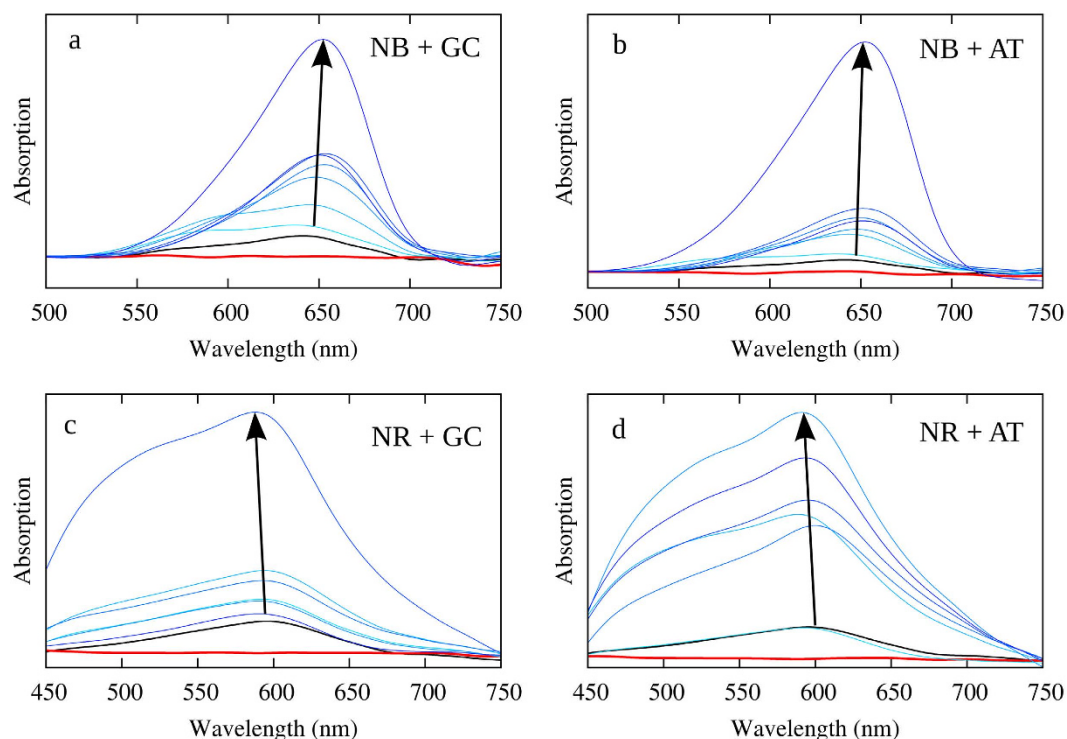 a
NB + GC
Absorption
500 550 600 650 700 750
Wavelength (nm)
b
NB + AT
Absorption
500 550 600 650 700 750
Wavelength (nm)
c
NR + GC
Absorption
450 500 550 600 650 700 750
Wavelength (nm)
d
NR + AT
Absorption
450 500 550 600 650 700 750
Wavelength (nm)